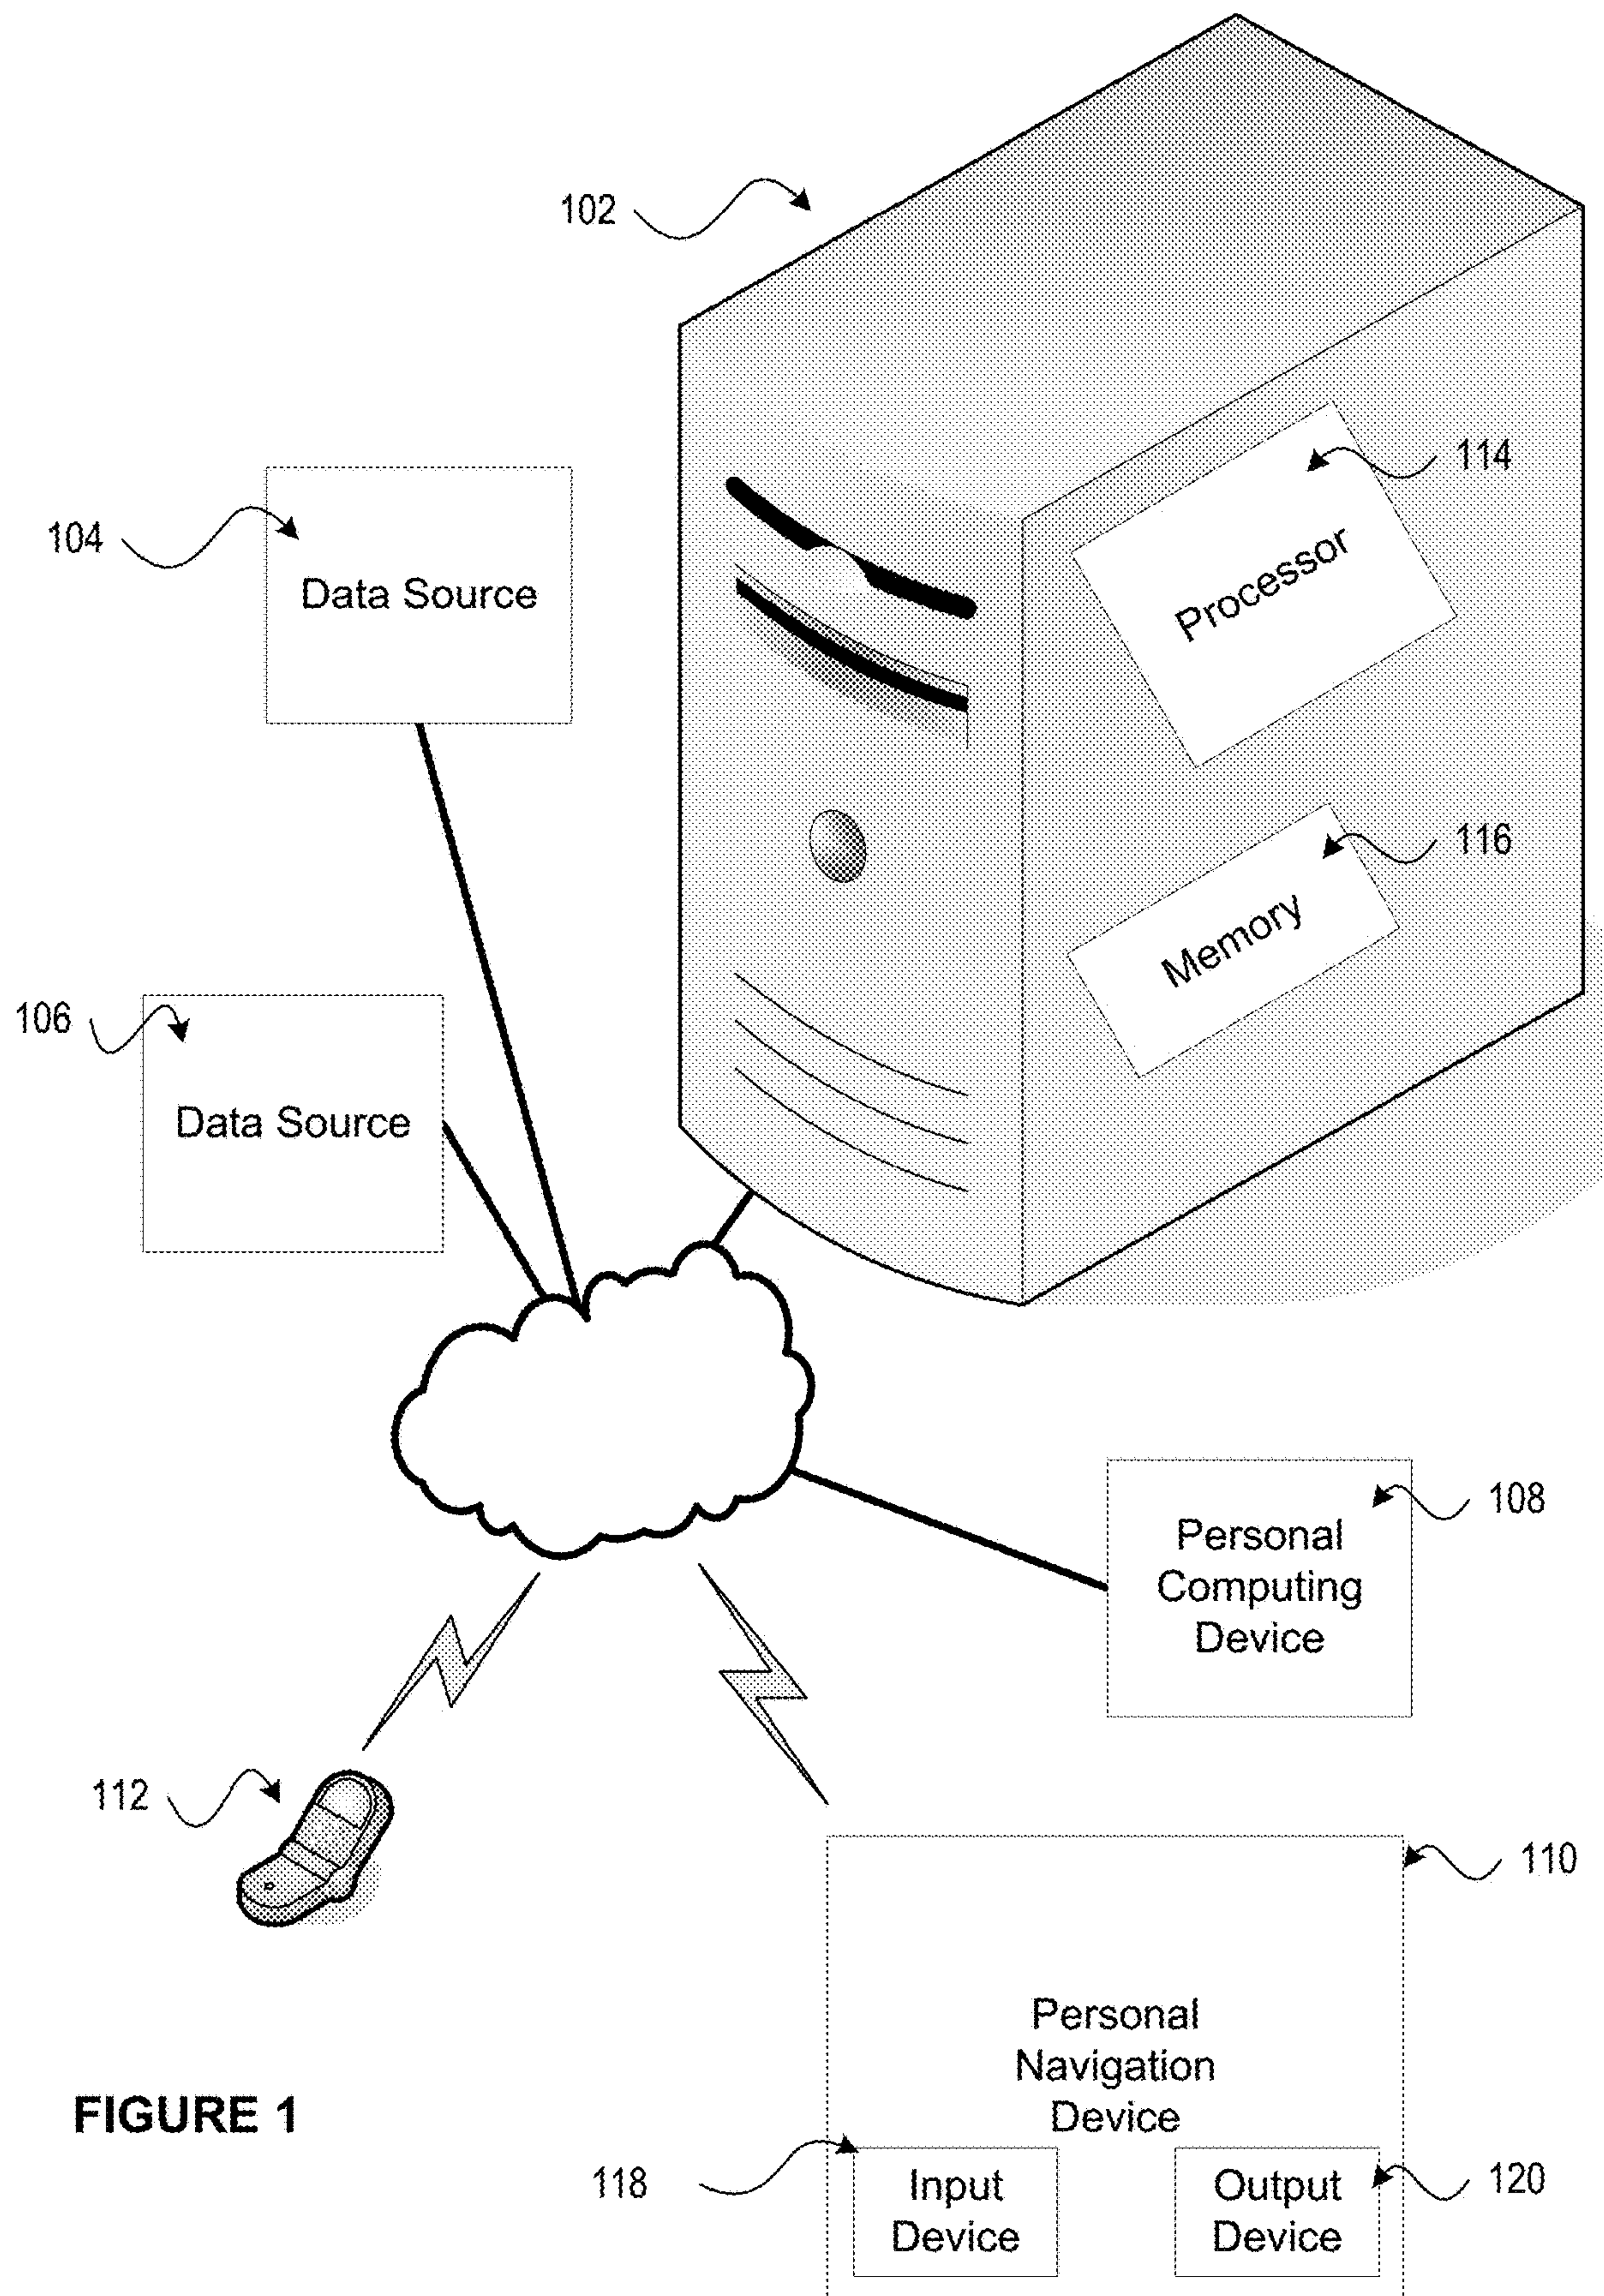 102
114
Processor
104
Data Source
116
Memory
106
Data Source
108
Personal
Computing
Device
112
110
Personal
Navigation
Device
FIGURE 1
118
Input
Device
Output
Device
120